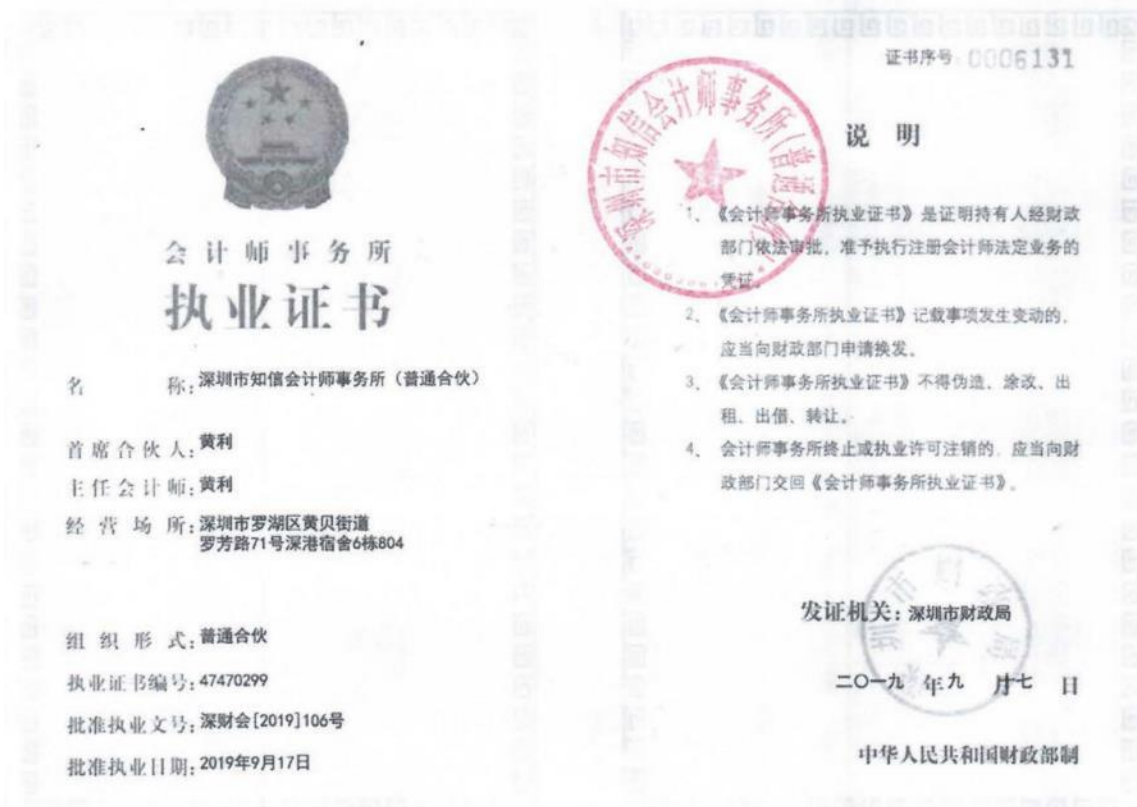 会计师事务所
执业证书
名称：深圳市知信会计师事务所（普通合伙）
首席合伙人：黄利
主任会计师：黄利
经营场所：深圳市罗湖区黄贝街道
罗芳路71号深港宿舍6栋804
组织形式：普通合伙
执业证书编号：47470299
批准执业文号：深财会[2019]106号
批准执业日期：2019年9月17日
证书序号：0006131
深圳市知信会计师事务所(普通合伙)
说明
1、《会计师事务所执业证书》是证明持有人经财政
部门依法审批，准予执行注册会计师法定业务的
凭证。
2、《会计师事务所执业证书》记载事项发生变动的，
应当向财政部门申请换发。
3、《会计师事务所执业证书》不得伪造、涂改、出
租、出借、转让。
4、会计师事务所终止或执业许可注销的，应当向财
政部门交回《会计师事务所执业证书》。
发证机关：深圳市财政局
二〇一九年九月十七日
中华人民共和国财政部制